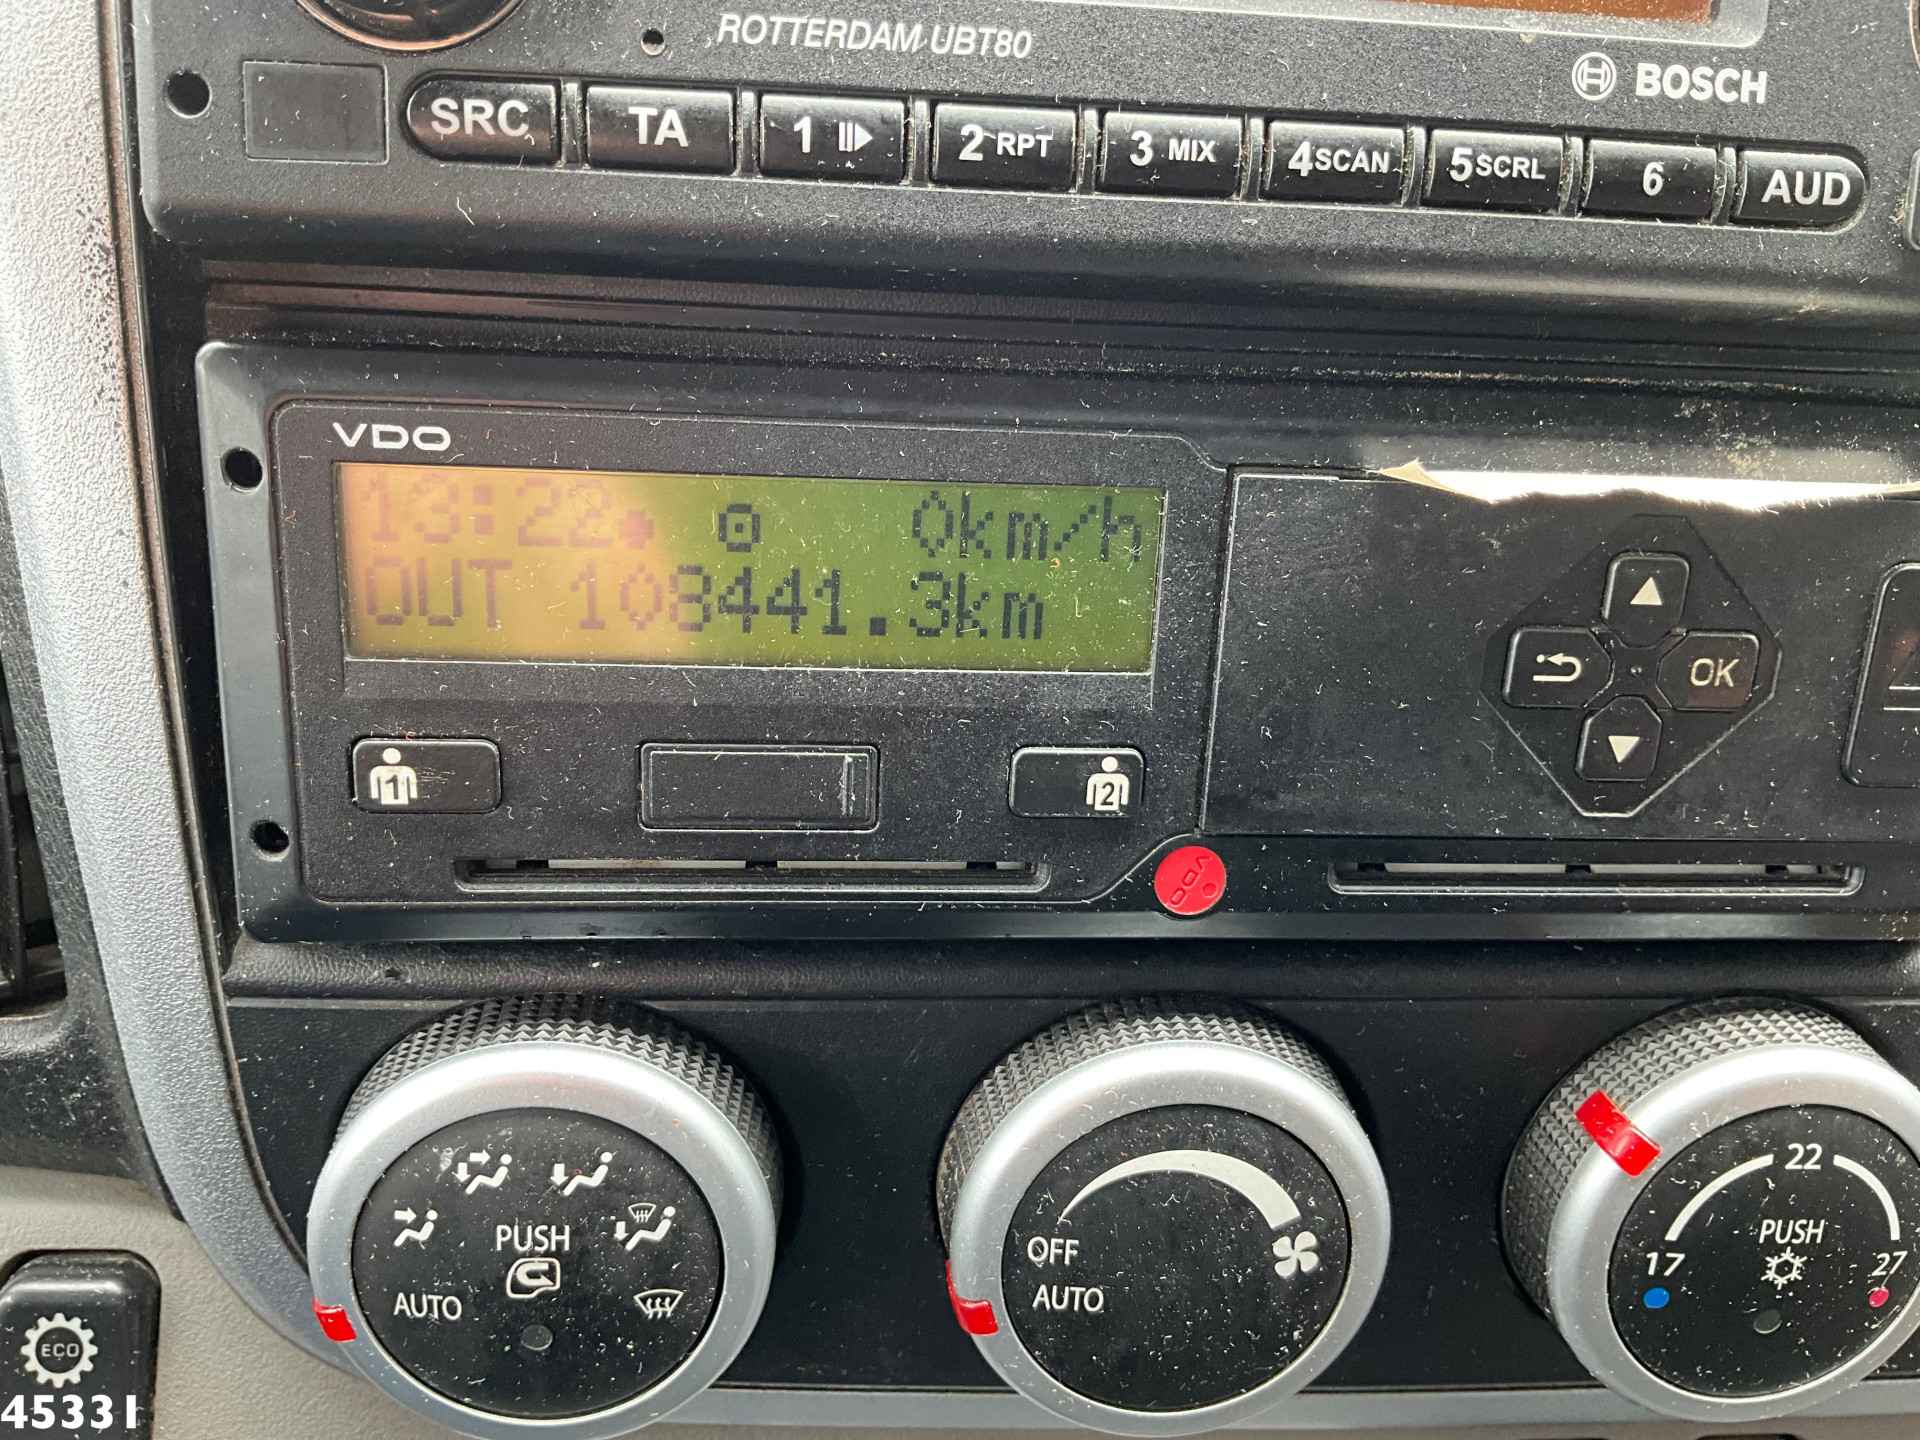 ROTTERDAM UBT80
BOSCH
SRC TA 1 2 RPT 3 MIX 4SCAN 5SCRL 6 AUD
VDO
13:22 0km/h
OUT 108441.3km
OK
1 2
VDO
PUSH
AUTO
OFF
AUTO
22
PUSH
17 27
ECO
45331